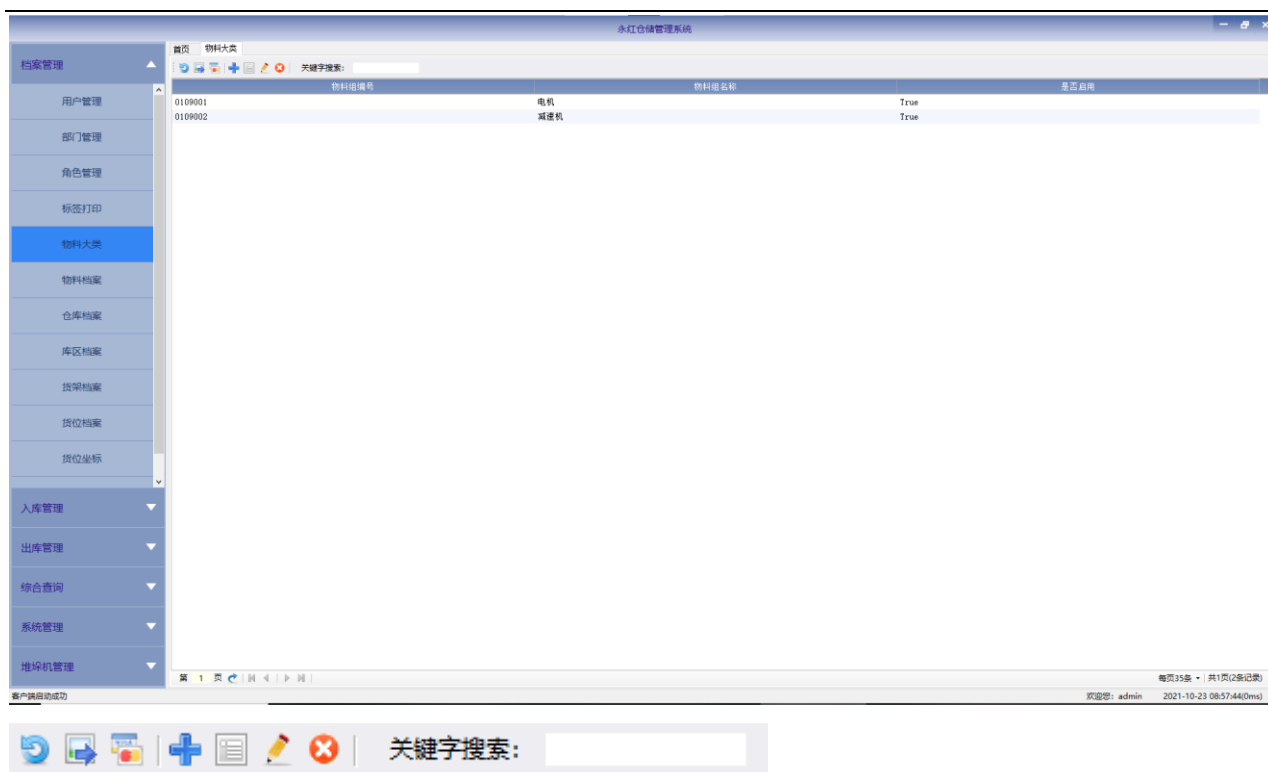 永红仓储管理系统
档案管理
用户管理
部门管理
角色管理
标签打印
物料大类
物料档案
仓库档案
库区档案
货架档案
货位档案
货位坐标
入库管理
出库管理
综合查询
系统管理
堆垛机管理
首页 物料大类
关键字搜索:
物料组编号 物料组名称 是否启用
0109001 电机 True
0109002 减速机 True
第 1 页
每页35条 共1页(2条记录)
客户端启动成功
欢迎您: admin 2021-10-23 08:57:44(0ms)
关键字搜索: